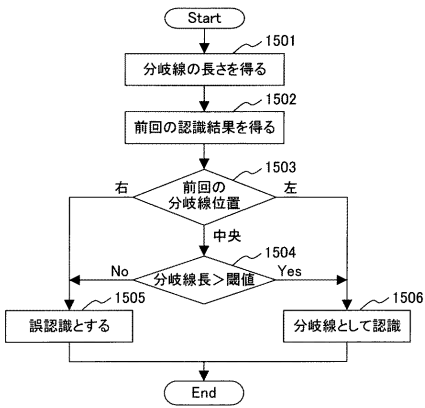 Start
1501
分岐線の長さを得る
1502
前回の認識結果を得る
1503
右
前回の
分岐線位置
左
中央
1504
No
分岐線長＞閾値
Yes
1505
誤認識とする
1506
分岐線として認識
End